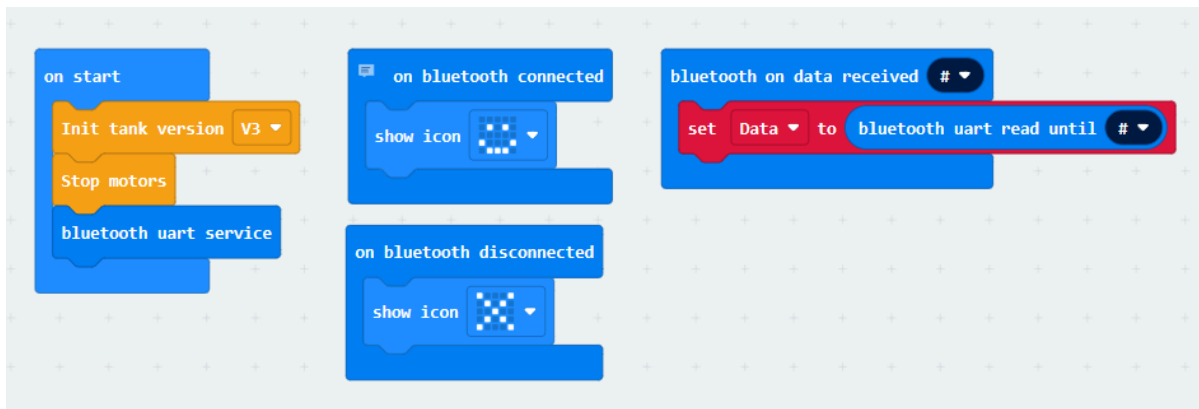 on start
Init tank version V3
Stop motors
bluetooth uart service
on bluetooth connected
show icon
on bluetooth disconnected
show icon
bluetooth on data received #
set Data to bluetooth uart read until #